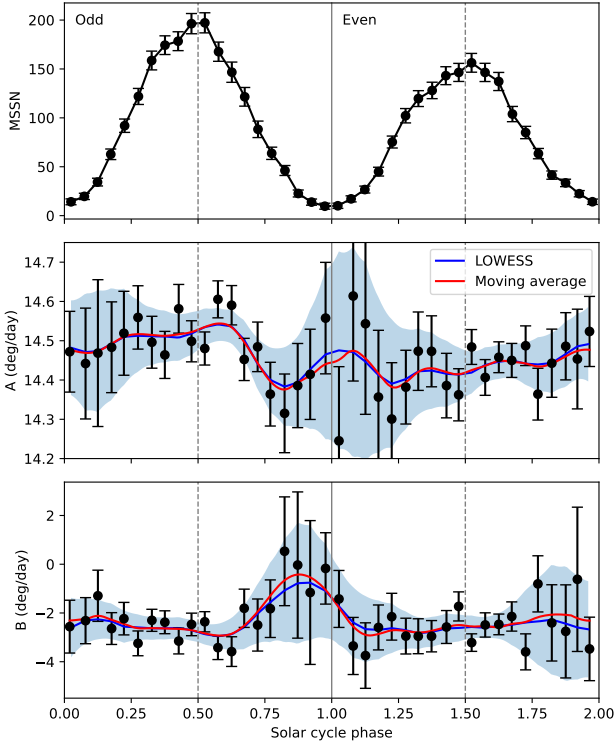 Odd
Even
200
150
100
50
0
MSSN
14.7
14.6
14.5
14.4
14.3
14.2
A (deg/day)
LOWESS
Moving average
2
0
−2
−4
B (deg/day)
0.00 0.25 0.50 0.75 1.00 1.25 1.50 1.75 2.00
Solar cycle phase